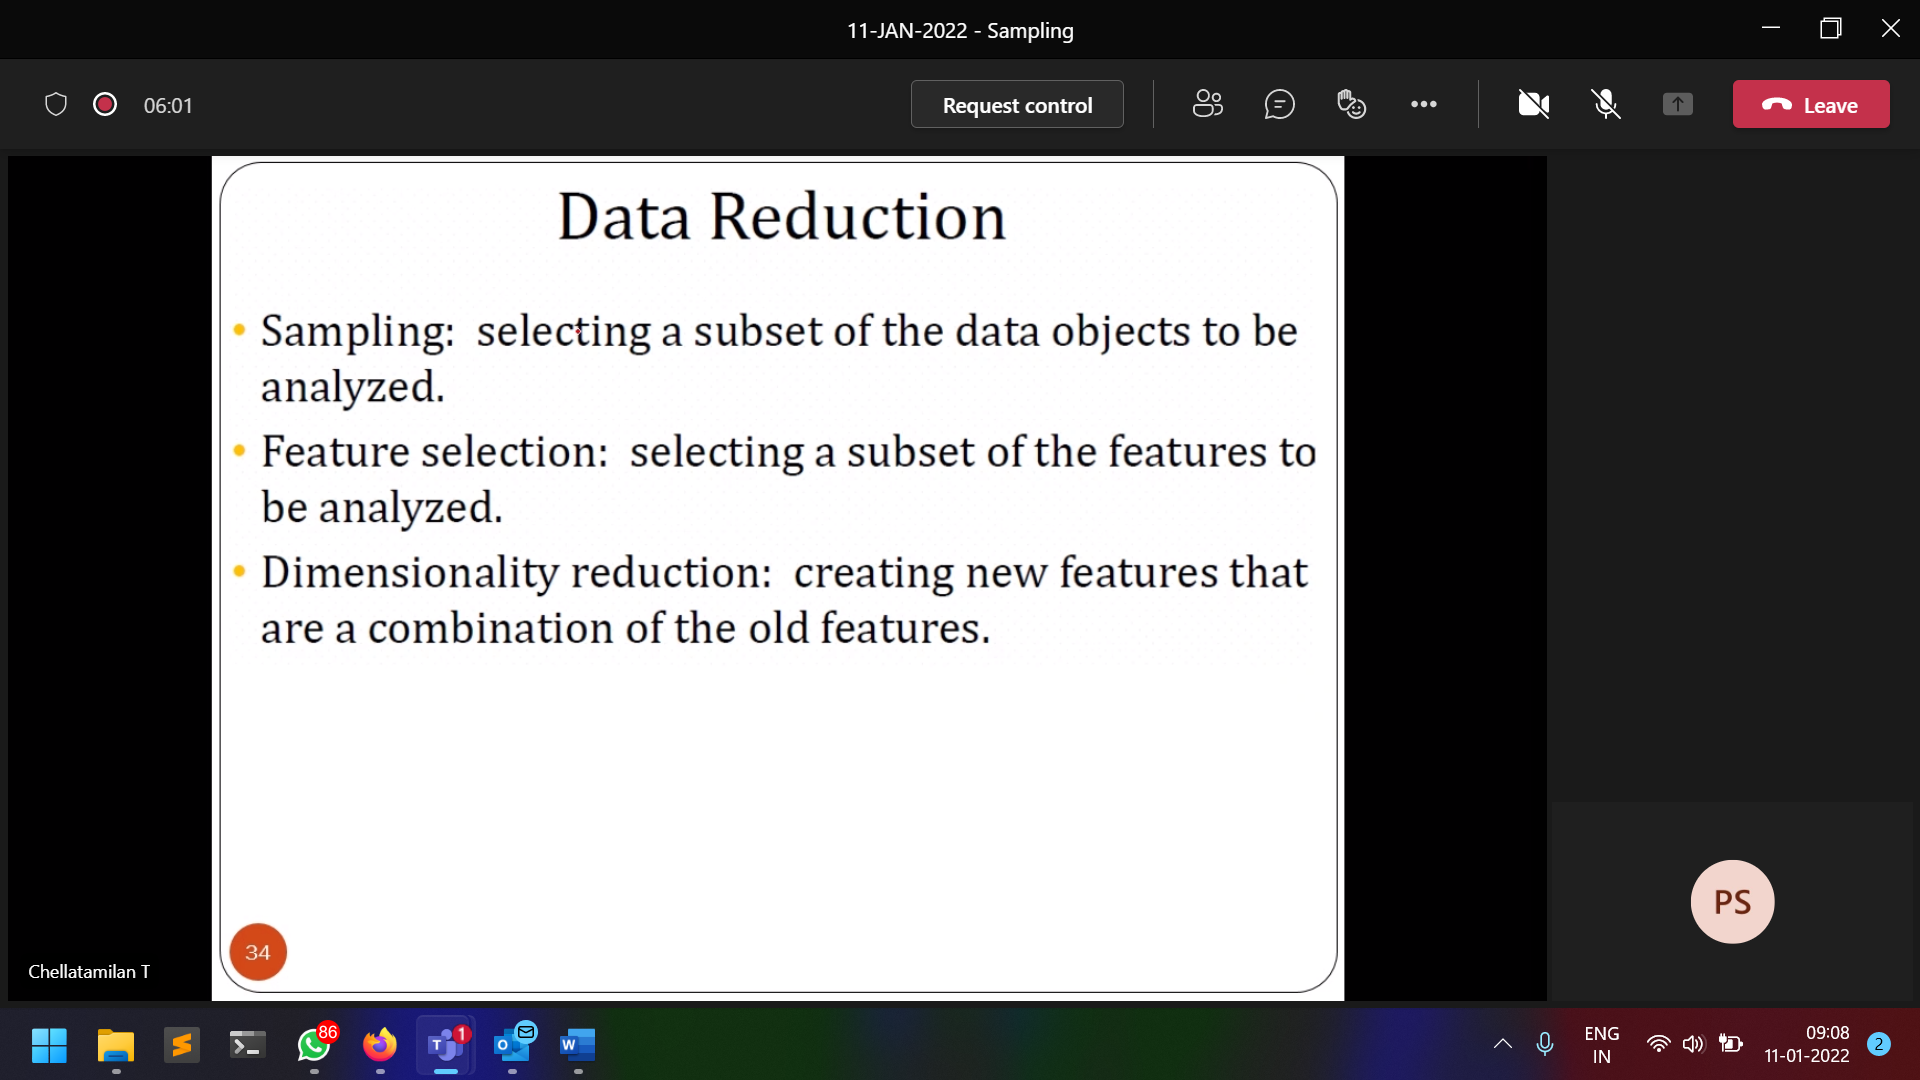 11-JAN-2022 - Sampling
06:01
Request control
Leave
Data Reduction
• Sampling:  selecting a subset of the data objects to be
analyzed.
• Feature selection:  selecting a subset of the features to
be analyzed.
• Dimensionality reduction:  creating new features that
are a combination of the old features.
34
Chellatamilan T
PS
86
T
1
O
W
ENG
IN
09:08
11-01-2022
2